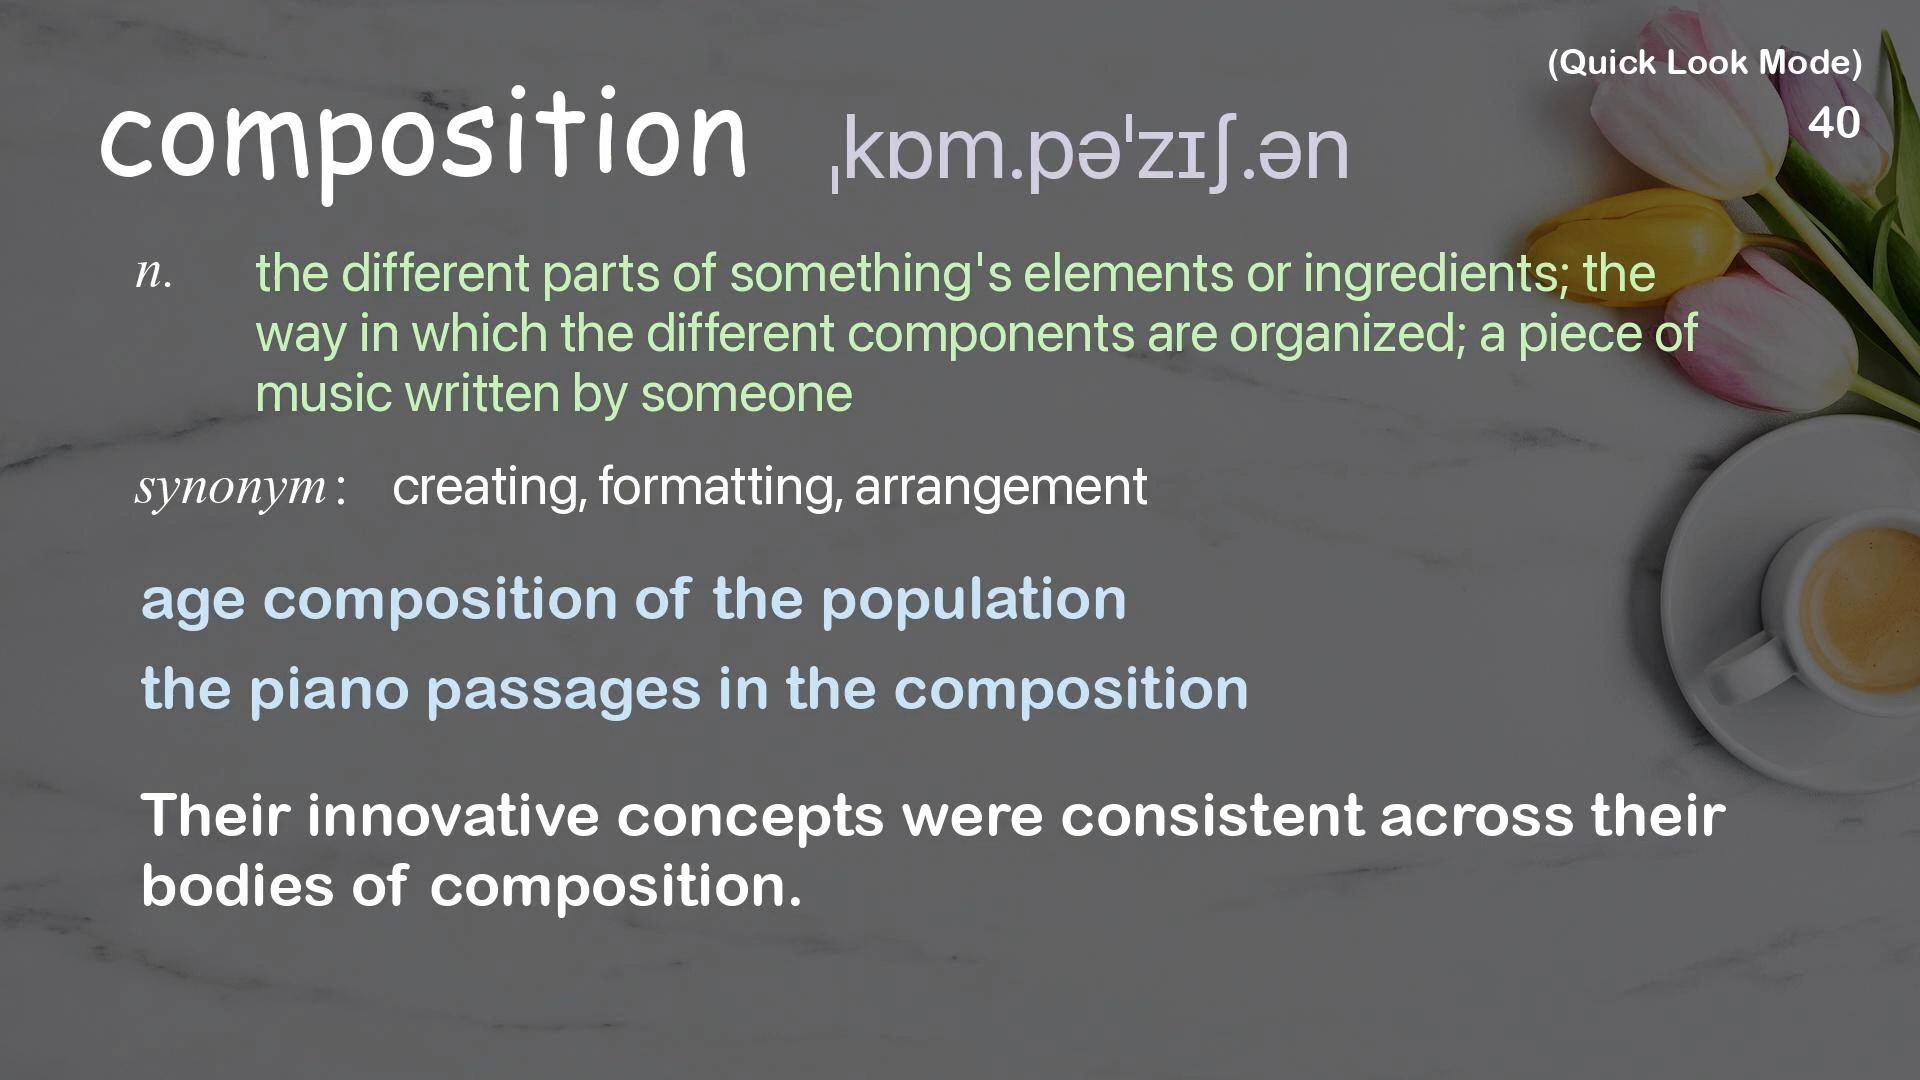 (Quick Look Mode)
composition ˌkɒm.pəˈzɪʃ.ən
40
n. the different parts of something's elements or ingredients; the
way in which the different components are organized; a piece of
music written by someone
synonym: creating, formatting, arrangement
age composition of the population
the piano passages in the composition
Their innovative concepts were consistent across their
bodies of composition.